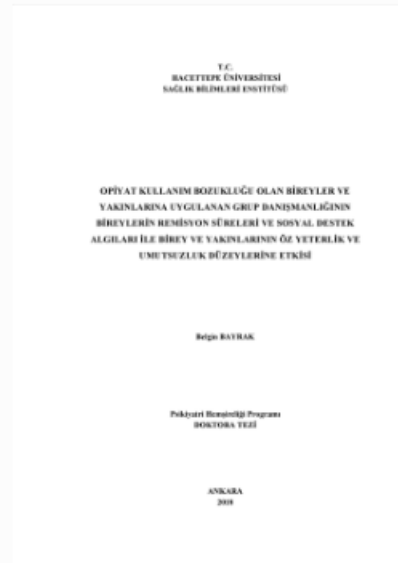 T.C.
HACETTEPE ÜNİVERSİTESİ
SAĞLIK BİLİMLERİ ENSTİTÜSÜ
OPİYAT KULLANIM BOZUKLUĞU OLAN BİREYLER VE
YAKINLARINA UYGULANAN GRUP DANIŞMANLIĞININ
BİREYLERİN REMİSYON SÜRELERİ VE SOSYAL DESTEK
ALGILARI İLE BİREY VE YAKINLARININ ÖZ YETERLİK VE
UMUTSUZLUK DÜZEYLERİNE ETKİSİ
Belgin BAYRAK
Psikiyatri Hemşireliği Programı
DOKTORA TEZİ
ANKARA
2018